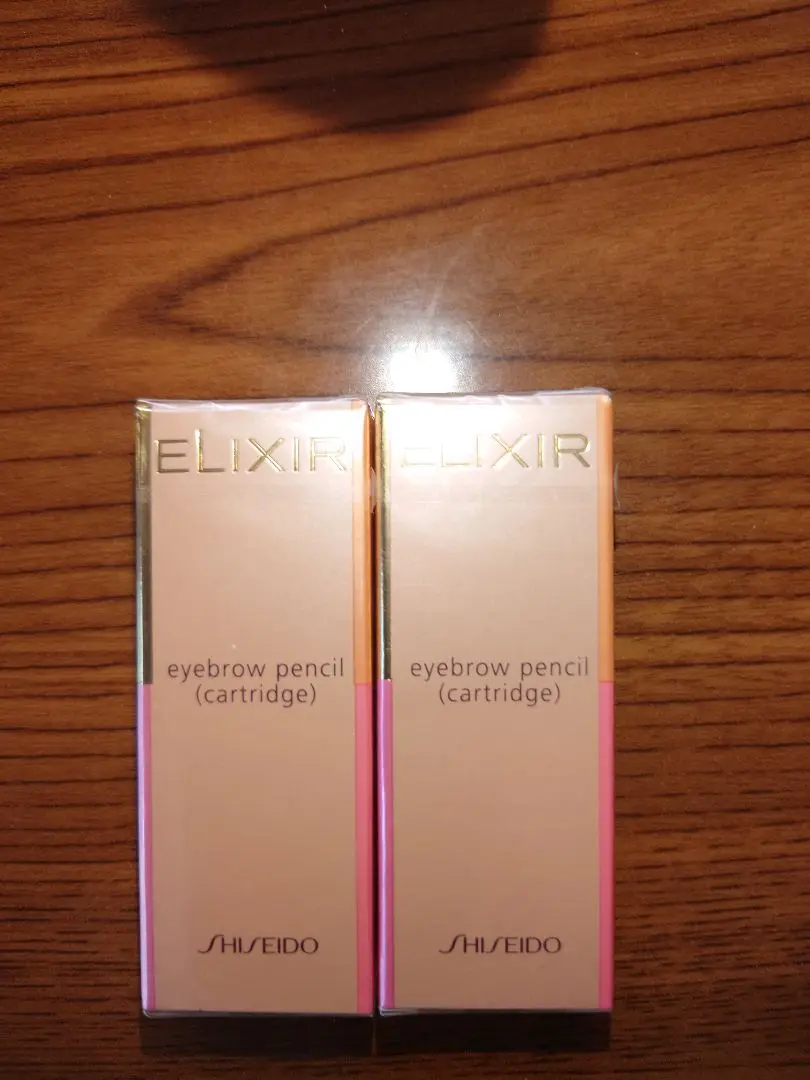 ELIXIR
eyebrow pencil
(cartridge)
SHISEIDO
ELIXIR
eyebrow pencil
(cartridge)
SHISEIDO